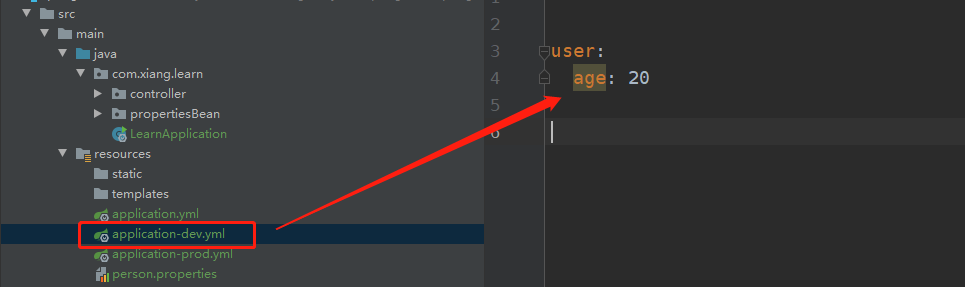 src
main
java
com.xiang.learn
controller
propertiesBean
LearnApplication
resources
static
templates
application.yml
application-dev.yml
application-prod.yml
person.properties
1
2
3 user:
4 age: 20
5
6